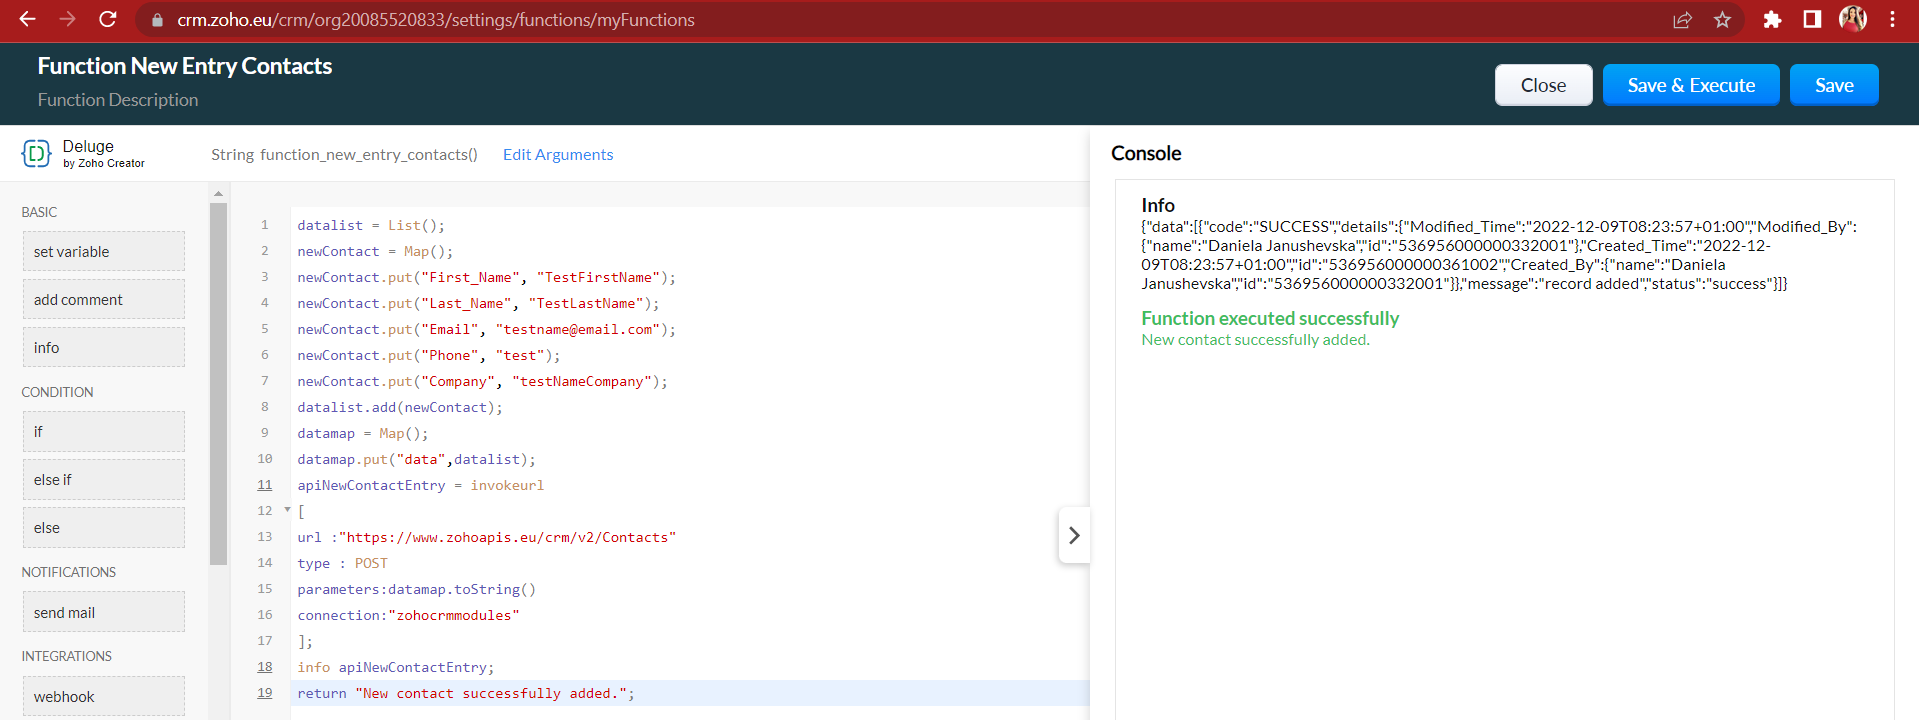 crm.zoho.eu/crm/org20085520833/settings/functions/myFunctions
Function New Entry Contacts
Function Description
Close
Save & Execute
Save
Deluge
by Zoho Creator
String function_new_entry_contacts()
Edit Arguments
BASIC
set variable
add comment
info
CONDITION
if
else if
else
NOTIFICATIONS
send mail
INTEGRATIONS
webhook
1 datalist = List();
2 newContact = Map();
3 newContact.put("First_Name", "TestFirstName");
4 newContact.put("Last_Name", "TestLastName");
5 newContact.put("Email", "testname@email.com");
6 newContact.put("Phone", "test");
7 newContact.put("Company", "testNameCompany");
8 datalist.add(newContact);
9 datamap = Map();
10 datamap.put("data",datalist);
11 apiNewContactEntry = invokeurl
12 [
13 url :"https://www.zohoapis.eu/crm/v2/Contacts"
14 type : POST
15 parameters:datamap.toString()
16 connection:"zohocrmmodules"
17 ];
18 info apiNewContactEntry;
19 return "New contact successfully added.";
Console
Info
{"data":[{"code":"SUCCESS","details":{"Modified_Time":"2022-12-09T08:23:57+01:00","Modified_By":
{"name":"Daniela Janushevska","id":"536956000000332001"},"Created_Time":"2022-12-
09T08:23:57+01:00","id":"536956000000361002","Created_By":{"name":"Daniela
Janushevska","id":"536956000000332001"}},"message":"record added","status":"success"}]}
Function executed successfully
New contact successfully added.